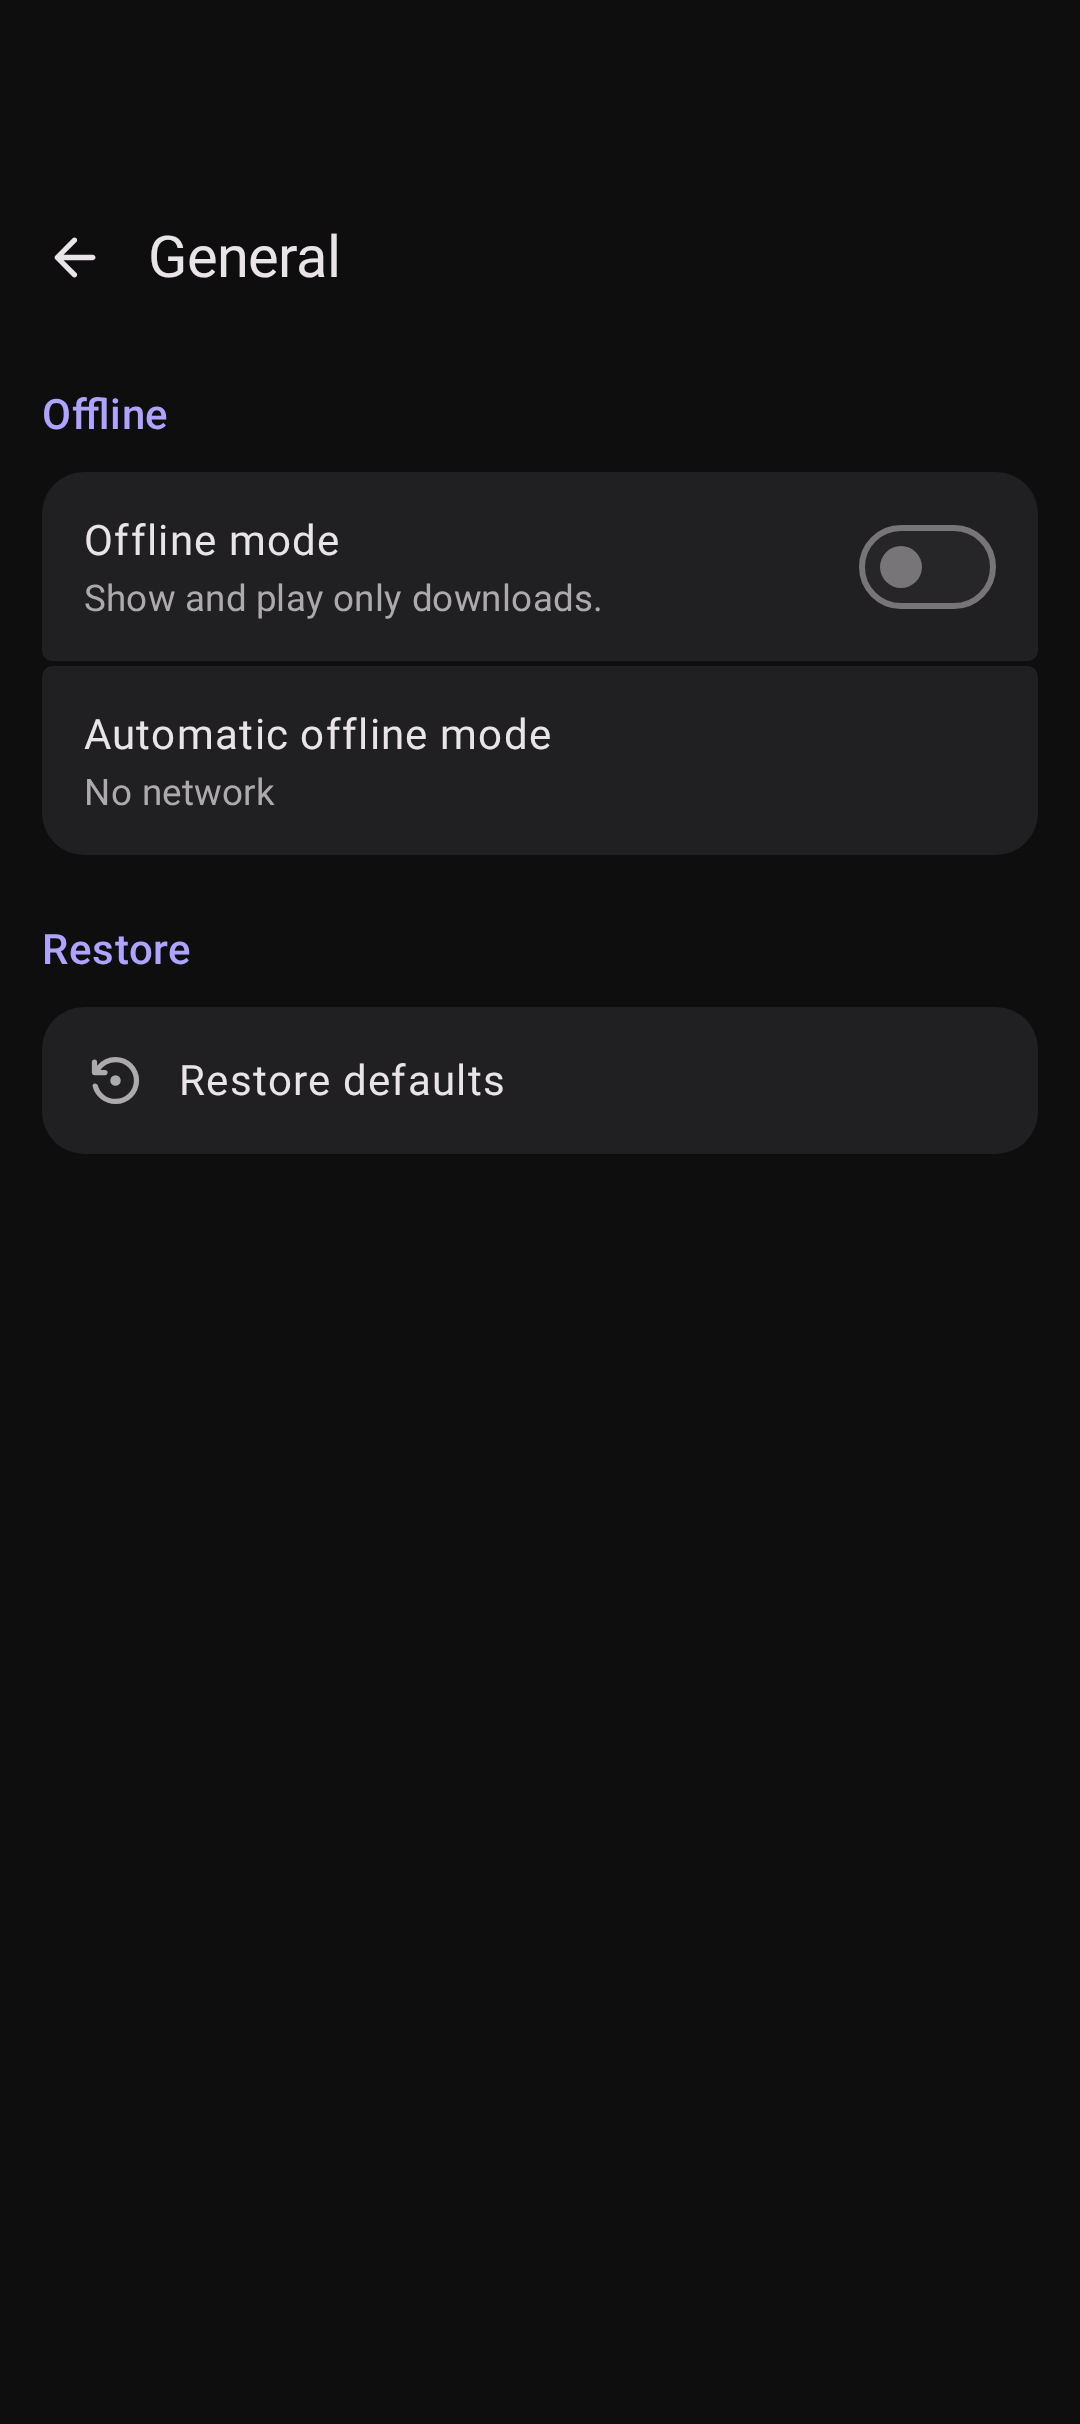 General
Offline
Offline mode
Show and play only downloads.
Automatic offline mode
No network
Restore
Restore defaults